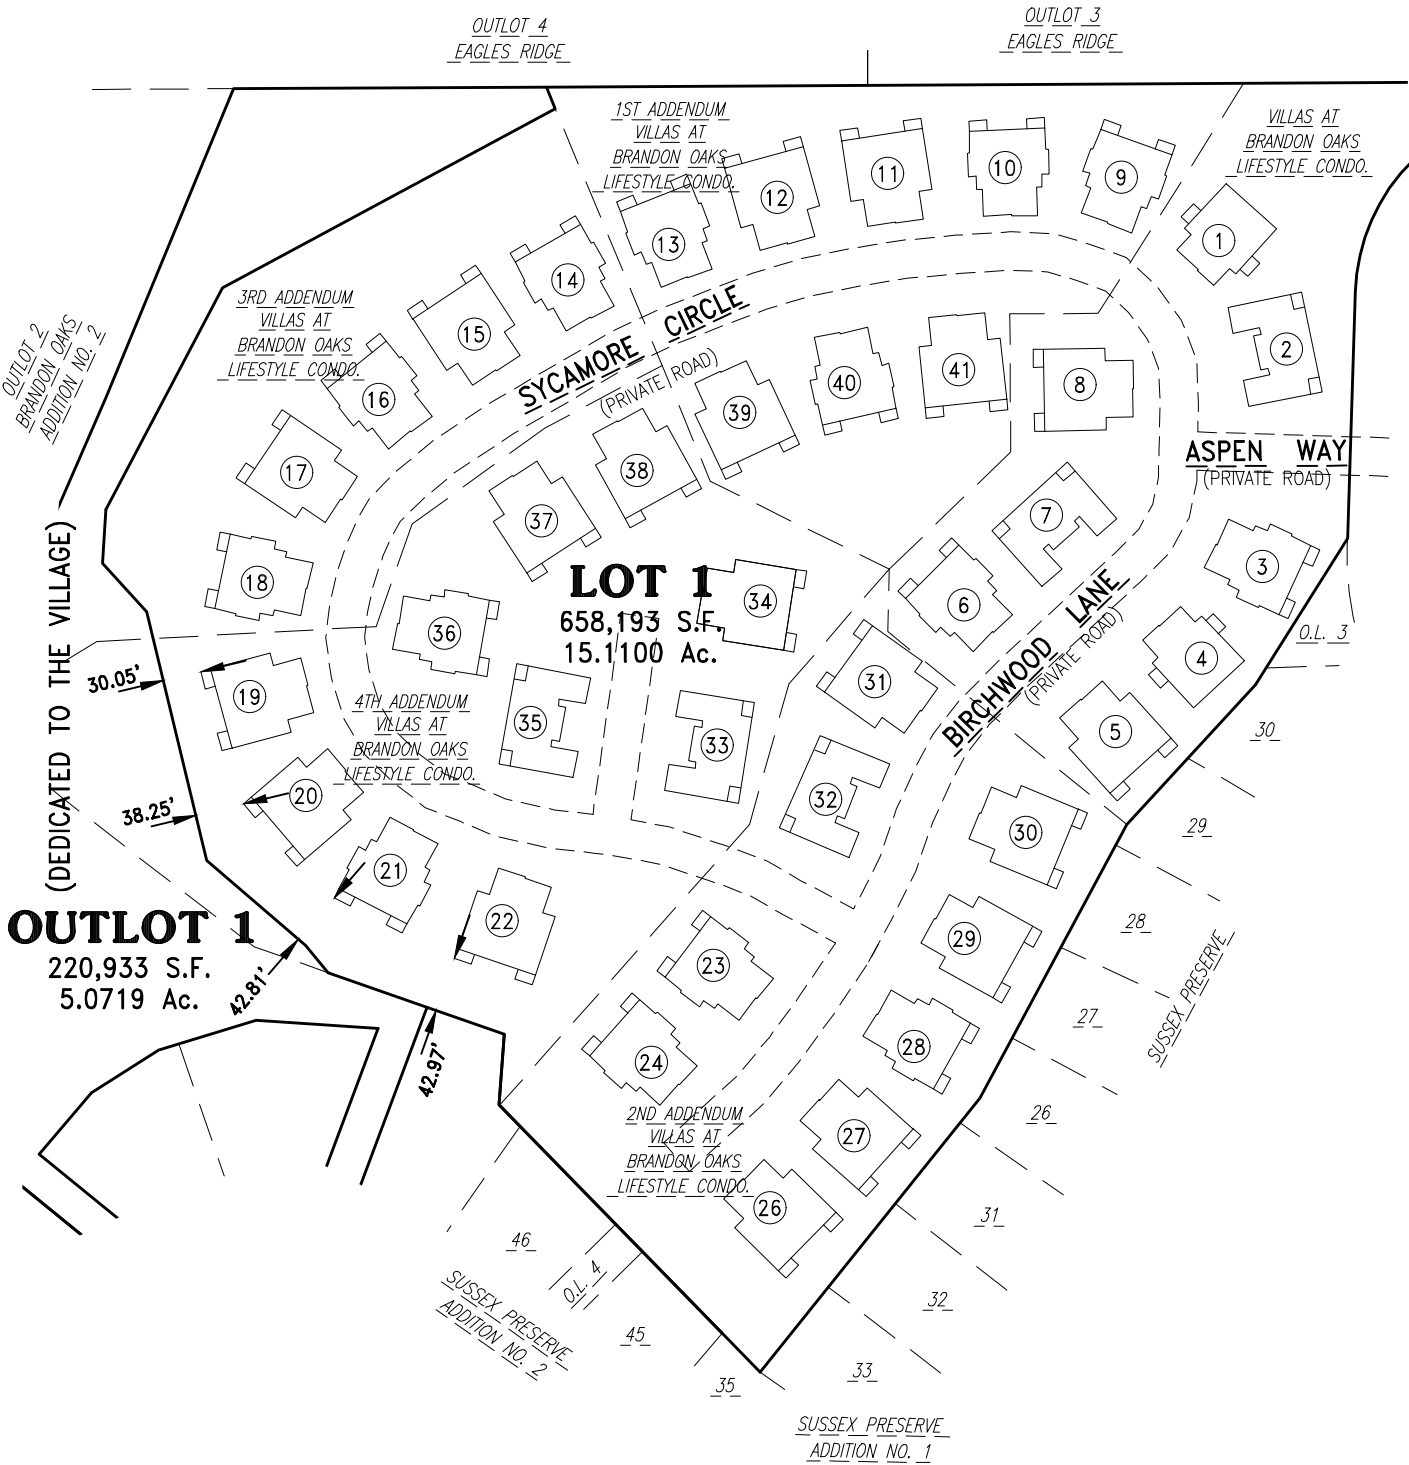 OUTLOT 4
EAGLES RIDGE
OUTLOT 3
EAGLES RIDGE
1ST ADDENDUM
VILLAS AT
BRANDON OAKS
LIFESTYLE CONDO.
VILLAS AT
BRANDON OAKS
LIFESTYLE CONDO.
9
10
11
12
13
14
15
16
17
18
1
2
3RD ADDENDUM
VILLAS AT
BRANDON OAKS
LIFESTYLE CONDO.
OUTLOT 2
BRANDON OAKS
ADDITION NO. 2
SYCAMORE CIRCLE
(PRIVATE ROAD)
37
38
39
40
41
8
ASPEN WAY
(PRIVATE ROAD)
7
6
3
4
5
LOT 1
658,193 S.F.
15.1100 Ac.
34
36
35
33
31
32
BIRCHWOOD LANE
(PRIVATE ROAD)
O.L. 3
30
29
28
27
26
31
32
33
SUSSEX PRESERVE
(DEDICATED TO THE VILLAGE)
30.05'
38.25'
42.81'
42.97'
19
20
21
22
4TH ADDENDUM
VILLAS AT
BRANDON OAKS
LIFESTYLE CONDO.
OUTLOT 1
220,933 S.F.
5.0719 Ac.
30
29
28
27
26
23
24
2ND ADDENDUM
VILLAS AT
BRANDON OAKS
LIFESTYLE CONDO.
46
O.L. 4
45
35
SUSSEX PRESERVE
ADDITION NO. 2
SUSSEX PRESERVE
ADDITION NO. 1